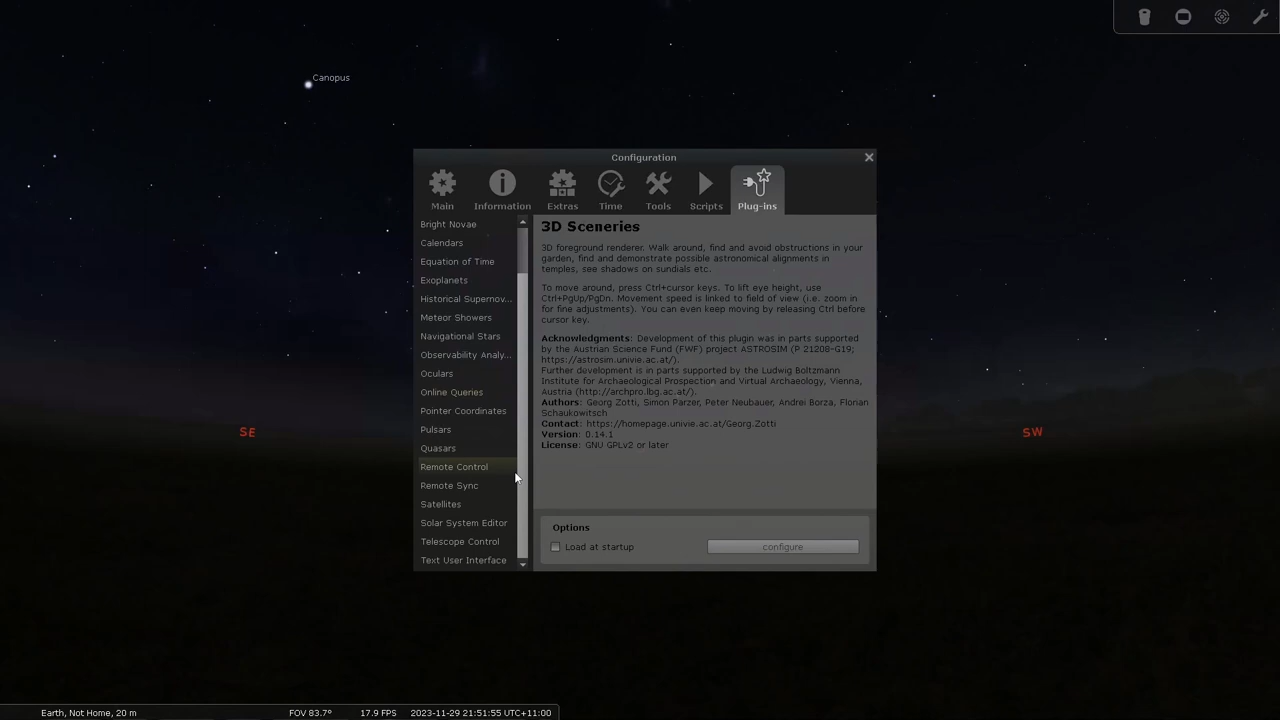 Canopus
Configuration
Main
Information
Extras
Time
Tools
Scripts
Plug-ins
Bright Novae
Calendars
Equation of Time
Exoplanets
Historical Supernov...
Meteor Showers
Navigational Stars
Observability Analy...
Oculars
Online Queries
Pointer Coordinates
Pulsars
Quasars
Remote Control
Remote Sync
Satellites
Solar System Editor
Telescope Control
Text User Interface
3D Sceneries
3D foreground renderer. Walk around, find and avoid obstructions in your
garden, find and demonstrate possible astronomical alignments in
temples, see shadows on sundials etc.
To move around, press Ctrl+cursor keys. To lift eye height, use
Ctrl+PgUp/PgDn. Movement speed is linked to field of view (i.e. zoom in
for fine adjustments). You can even keep moving by releasing Ctrl before
cursor key.
Acknowledgments: Development of this plugin was in parts supported
by the Austrian Science Fund (FWF) project ASTROSIM (P 21208-G19;
https://astrosim.univie.ac.at/).
Further development is in parts supported by the Ludwig Boltzmann
Institute for Archaeological Prospection and Virtual Archaeology, Vienna,
Austria (http://archpro.lbg.ac.at/).
Authors: Georg Zotti, Simon Parzer, Peter Neubauer, Andrei Borza, Florian
Schaukowitsch
Contact: https://homepage.univie.ac.at/Georg.Zotti
Version: 0.14.1
License: GNU GPLv2 or later
Options
Load at startup
configure
SE
SW
Earth, Not Home, 20 m
FOV 83.7°
17.9 FPS
2023-11-29 21:51:55 UTC+11:00